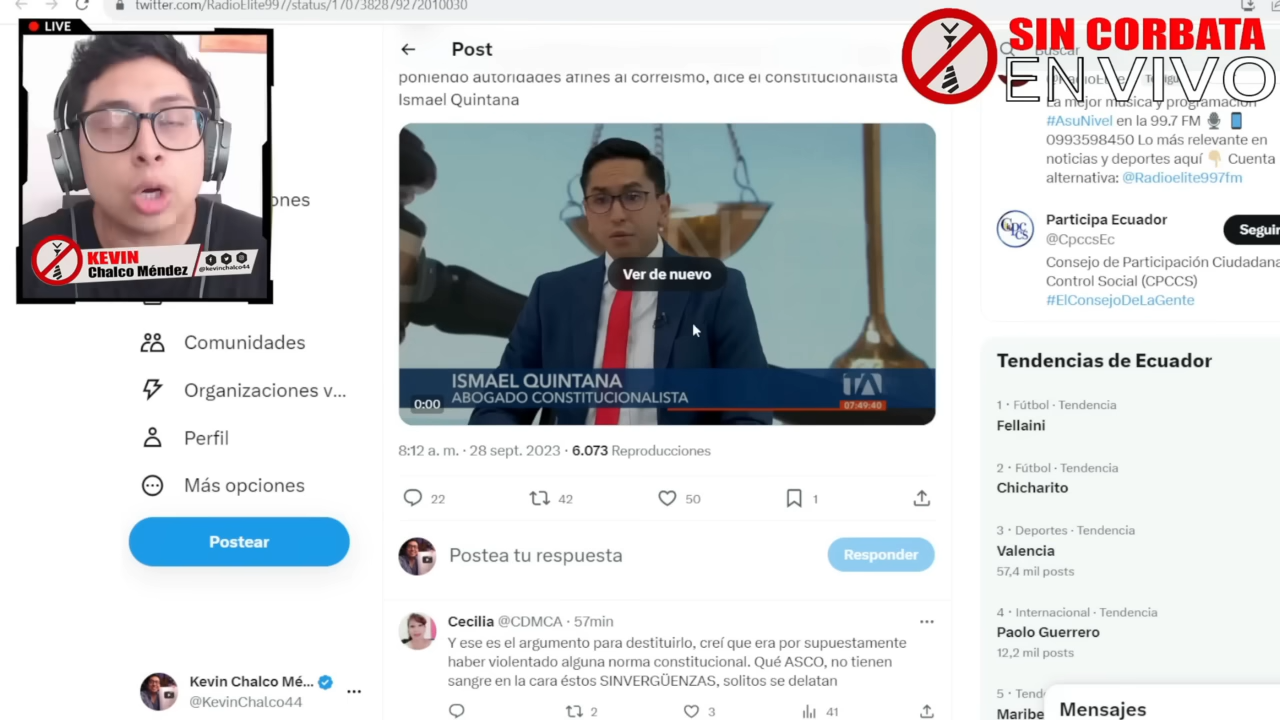 twitter.com/RadioElite997/status/1707382879272010030
LIVE
KEVIN
Chalco Méndez
@kevinchalco44
SIN CORBATA
EN VIVO
Comunidades
Organizaciones v...
Perfil
Más opciones
Postear
Kevin Chalco Mé...
@KevinChalco44
Post
poniendo autoridades afines al correísmo, dice el constitucionalista
Ismael Quintana
Ver de nuevo
ISMAEL QUINTANA
ABOGADO CONSTITUCIONALISTA
TA
07:49:40
0:00
8:12 a. m. · 28 sept. 2023 · 6.073 Reproducciones
22 42 50 1
Postea tu respuesta
Responder
Cecilia @CDMCA · 57min
Y ese es el argumento para destituirlo, creí que era por supuestamente
haber violentado alguna norma constitucional. Qué ASCO, no tienen
sangre en la cara éstos SINVERGÜENZAS, solitos se delatan
2 3 41
Buscar
La mejor música y programación
#AsuNivel en la 99.7 FM
0993598450 Lo más relevante en
noticias y deportes aquí Cuenta
alternativa: @Radioelite997fm
CPCCS
Participa Ecuador
@CpccsEc
Seguir
Consejo de Participación Ciudadana
Control Social (CPCCS)
#ElConsejoDeLaGente
Tendencias de Ecuador
1 · Fútbol · Tendencia
Fellaini
2 · Fútbol · Tendencia
Chicharito
3 · Deportes · Tendencia
Valencia
57,4 mil posts
4 · Internacional · Tendencia
Paolo Guerrero
12,2 mil posts
Mensajes